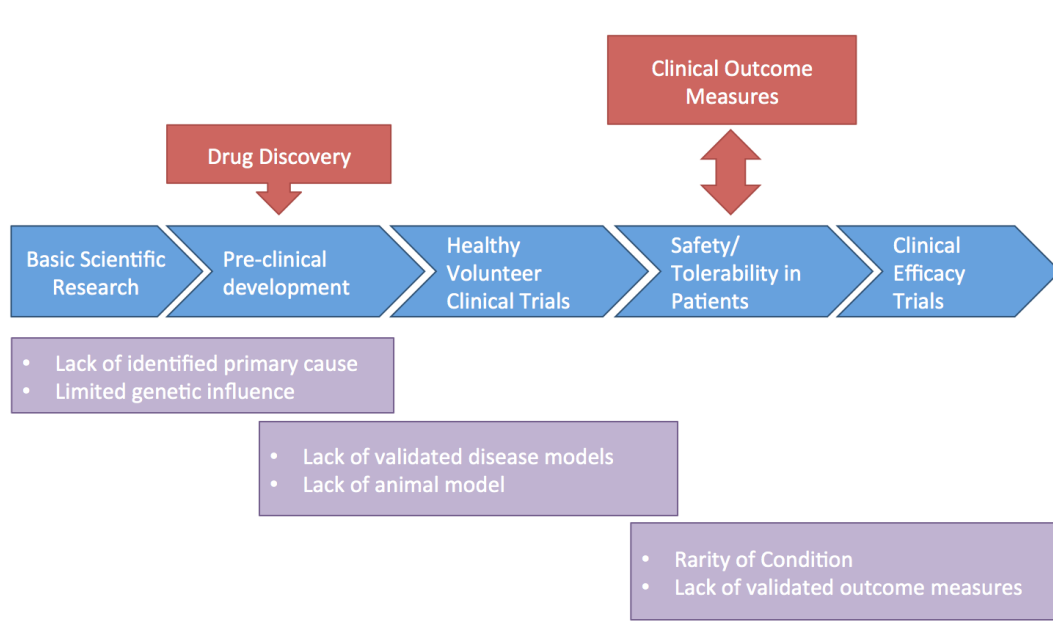 Clinical Outcome
Measures
Drug Discovery
Basic Scientific
Research
Pre-clinical
development
Healthy
Volunteer
Clinical Trials
Safety/
Tolerability in
Patients
Clinical
Efficacy
Trials
• Lack of identified primary cause
• Limited genetic influence
• Lack of validated disease models
• Lack of animal model
• Rarity of Condition
• Lack of validated outcome measures